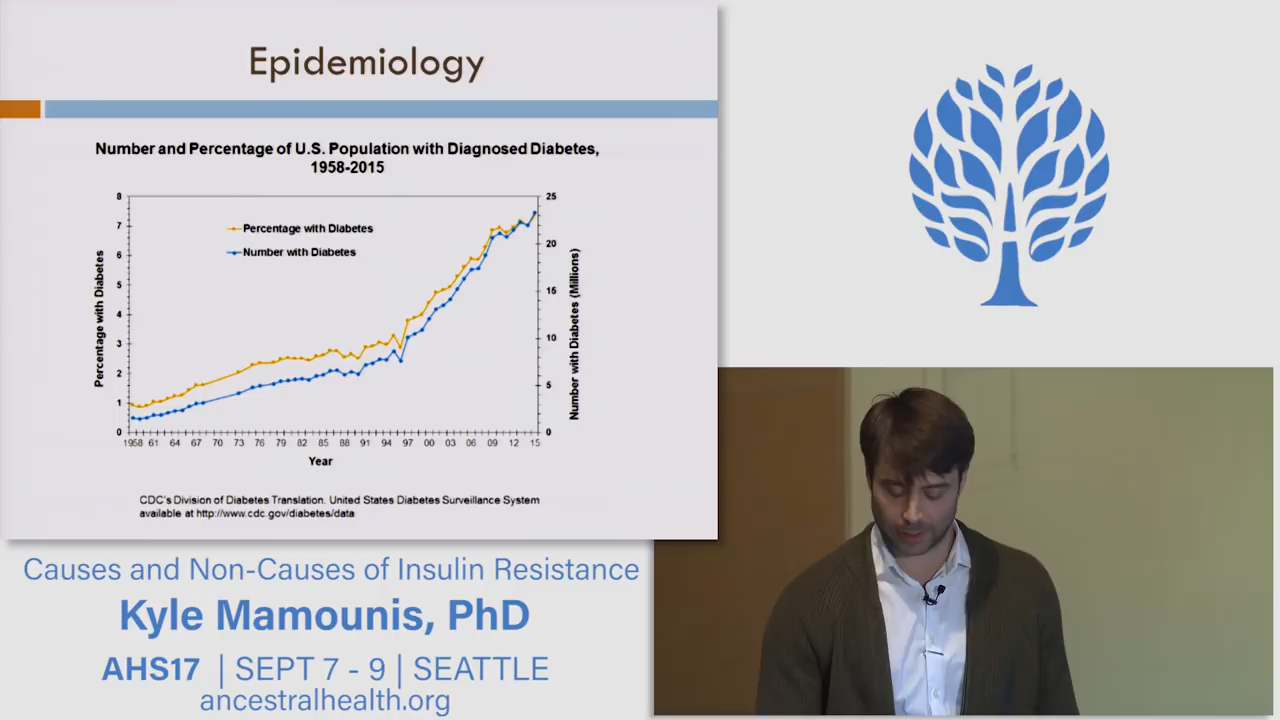 Epidemiology
Number and Percentage of U.S. Population with Diagnosed Diabetes,
1958-2015
8
7
6
5
4
3
2
1
0
Percentage with Diabetes
Percentage with Diabetes
Number with Diabetes
25
20
15
10
5
0
Number with Diabetes (Millions)
1958 61 64 67 70 73 76 79 82 85 88 91 94 97 00 03 06 09 12 15
Year
CDC's Division of Diabetes Translation. United States Diabetes Surveillance System
available at http://www.cdc.gov/diabetes/data
Causes and Non-Causes of Insulin Resistance
Kyle Mamounis, PhD
AHS17 | SEPT 7 - 9 | SEATTLE
ancestralhealth.org